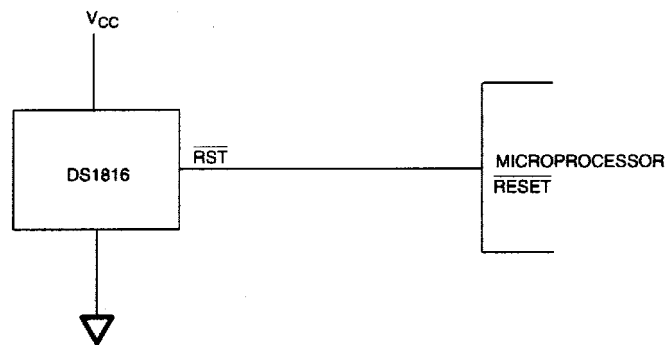 VCC
RST
DS1816
MICROPROCESSOR
RESET